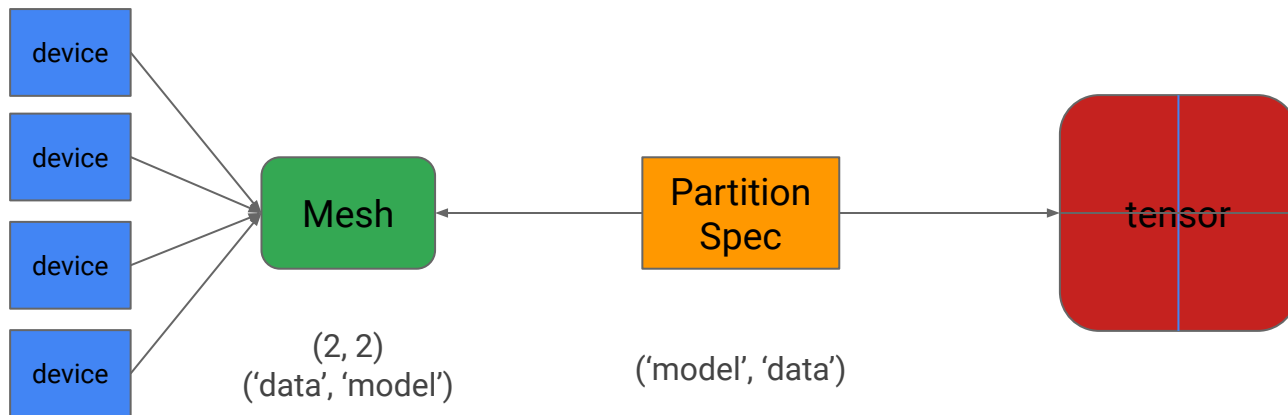 device
device
device
device
Mesh
(2, 2)
(‘data’, ‘model’)
Partition
Spec
(‘model’, ‘data’)
tensor